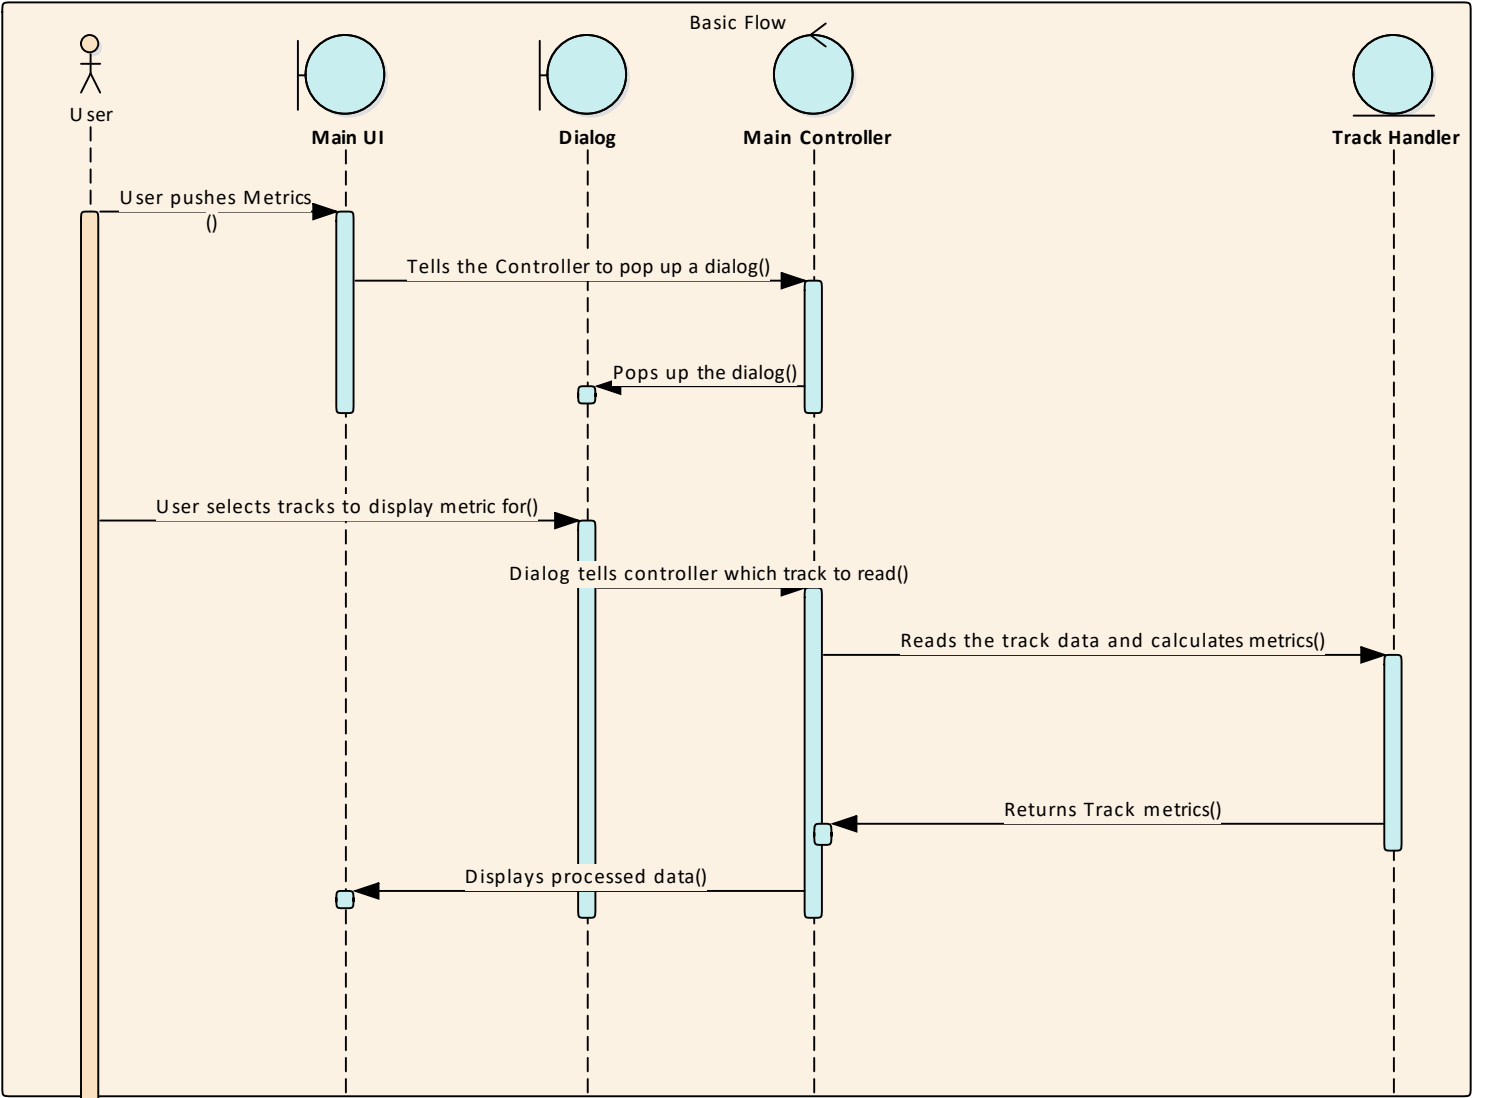 Basic Flow
User
Main UI
Dialog
Main Controller
Track Handler
User pushes Metrics
()
Tells the Controller to pop up a dialog()
Pops up the dialog()
User selects tracks to display metric for()
Dialog tells controller which track to read()
Reads the track data and calculates metrics()
Returns Track metrics()
Displays processed data()